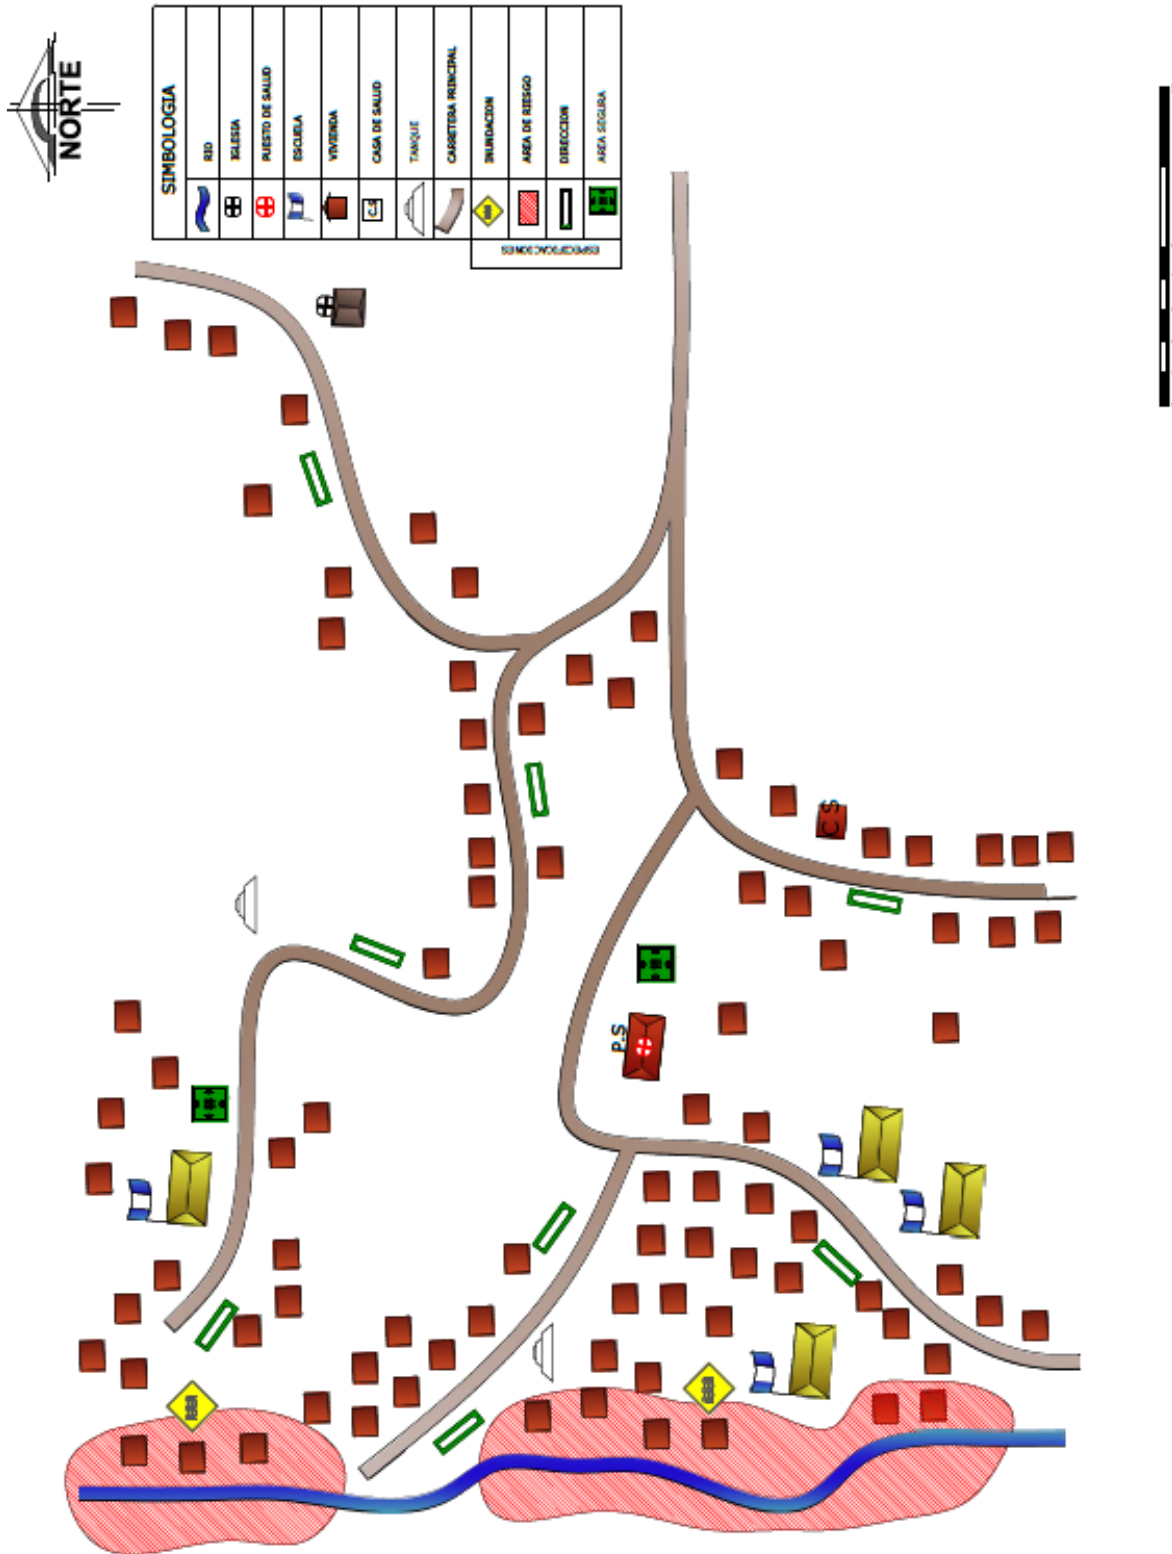 NORTE
SIMBOLOGIA
RIO
IGLESIA
PUESTO DE SALUD
ESCUELA
VIVIENDA
C.S
CASA DE SALUD
TANQUE
CARRETERA PRINCIPAL
INUNDACION
AREA DE RIESGO
DIRECCION
AREA SEGURA
ESPECIFICACIONES
C S
P.S